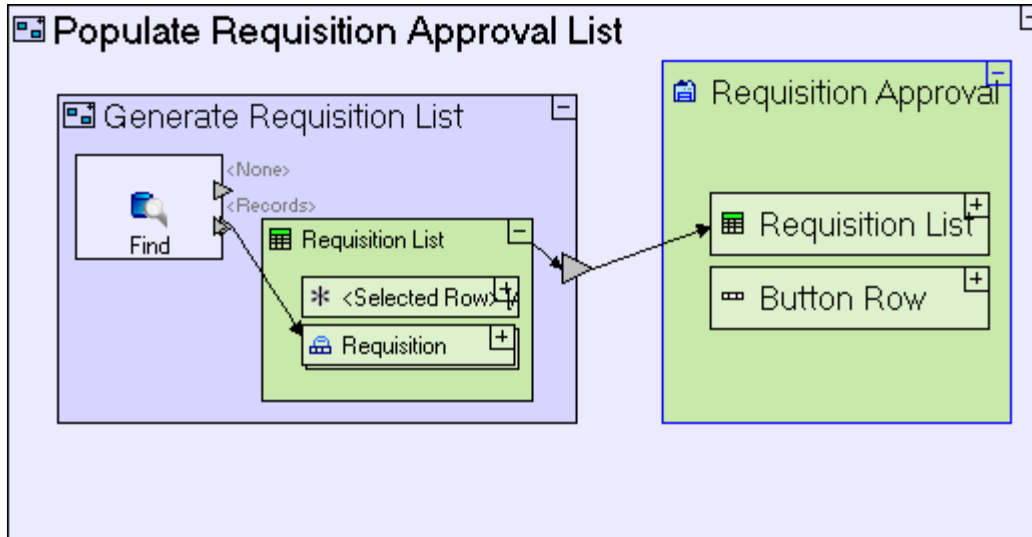 Populate Requisition Approval List
Requisition Approval
Generate Requisition List
<None>
<Records>
Find
Requisition List
<Selected Row>
Requisition
Requisition List
Button Row